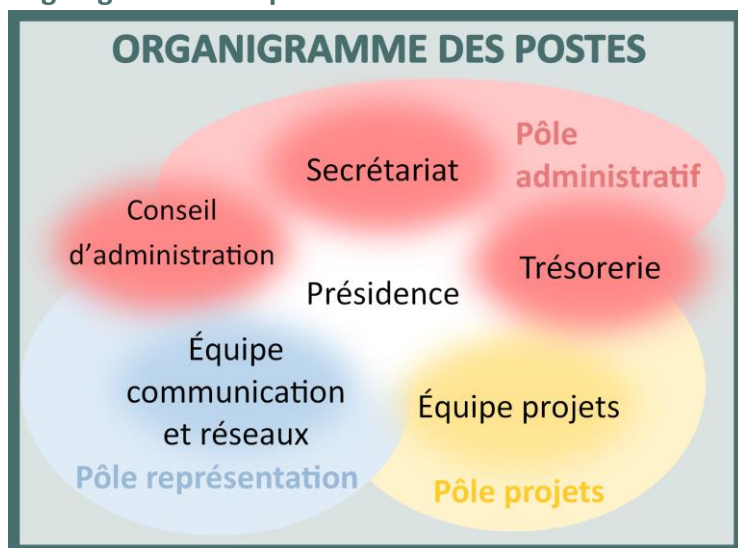 ORGANIGRAMME DES POSTES
Pôle
administratif
Secrétariat
Conseil
d'administration
Trésorerie
Présidence
Équipe
communication
et réseaux
Équipe projets
Pôle représentation
Pôle projets